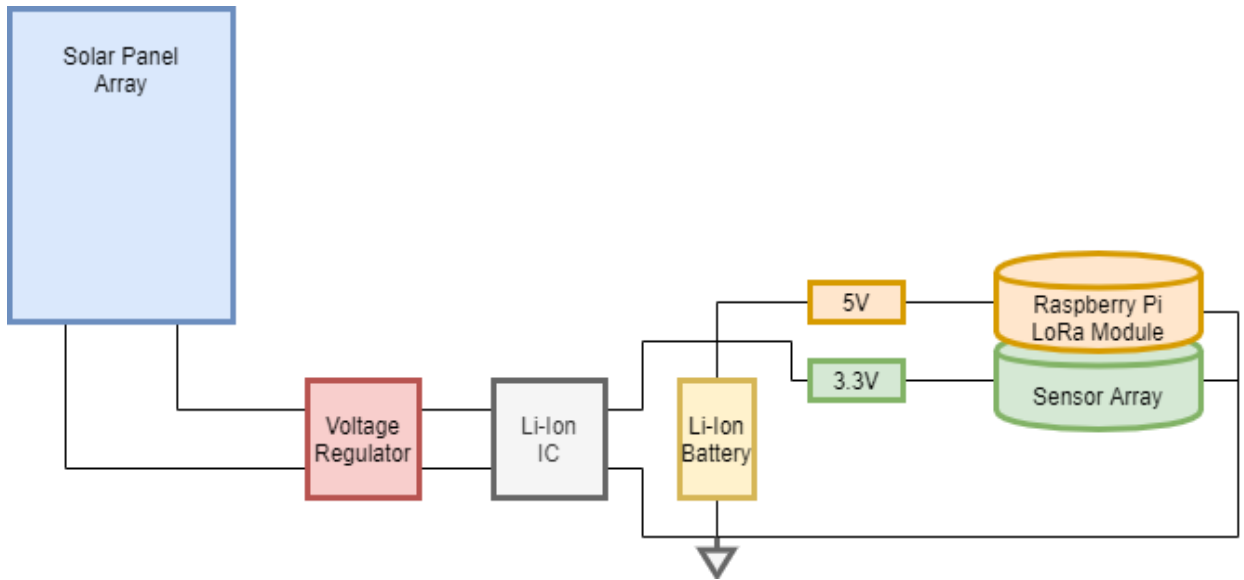 Solar Panel
Array
5V
Raspberry Pi
LoRa Module
3.3V
Sensor Array
Voltage
Regulator
Li-Ion
IC
Li-Ion
Battery